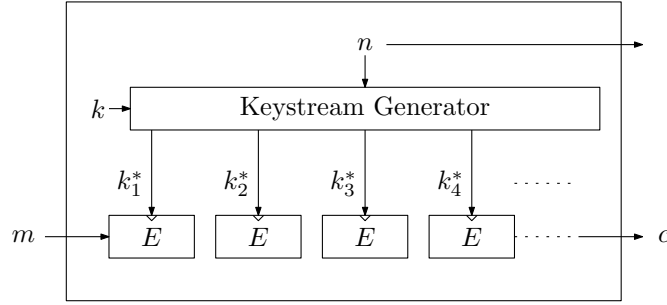 n
k Keystream Generator
k₁* k₂* k₃* k₄* ......
m E E E E ...... c